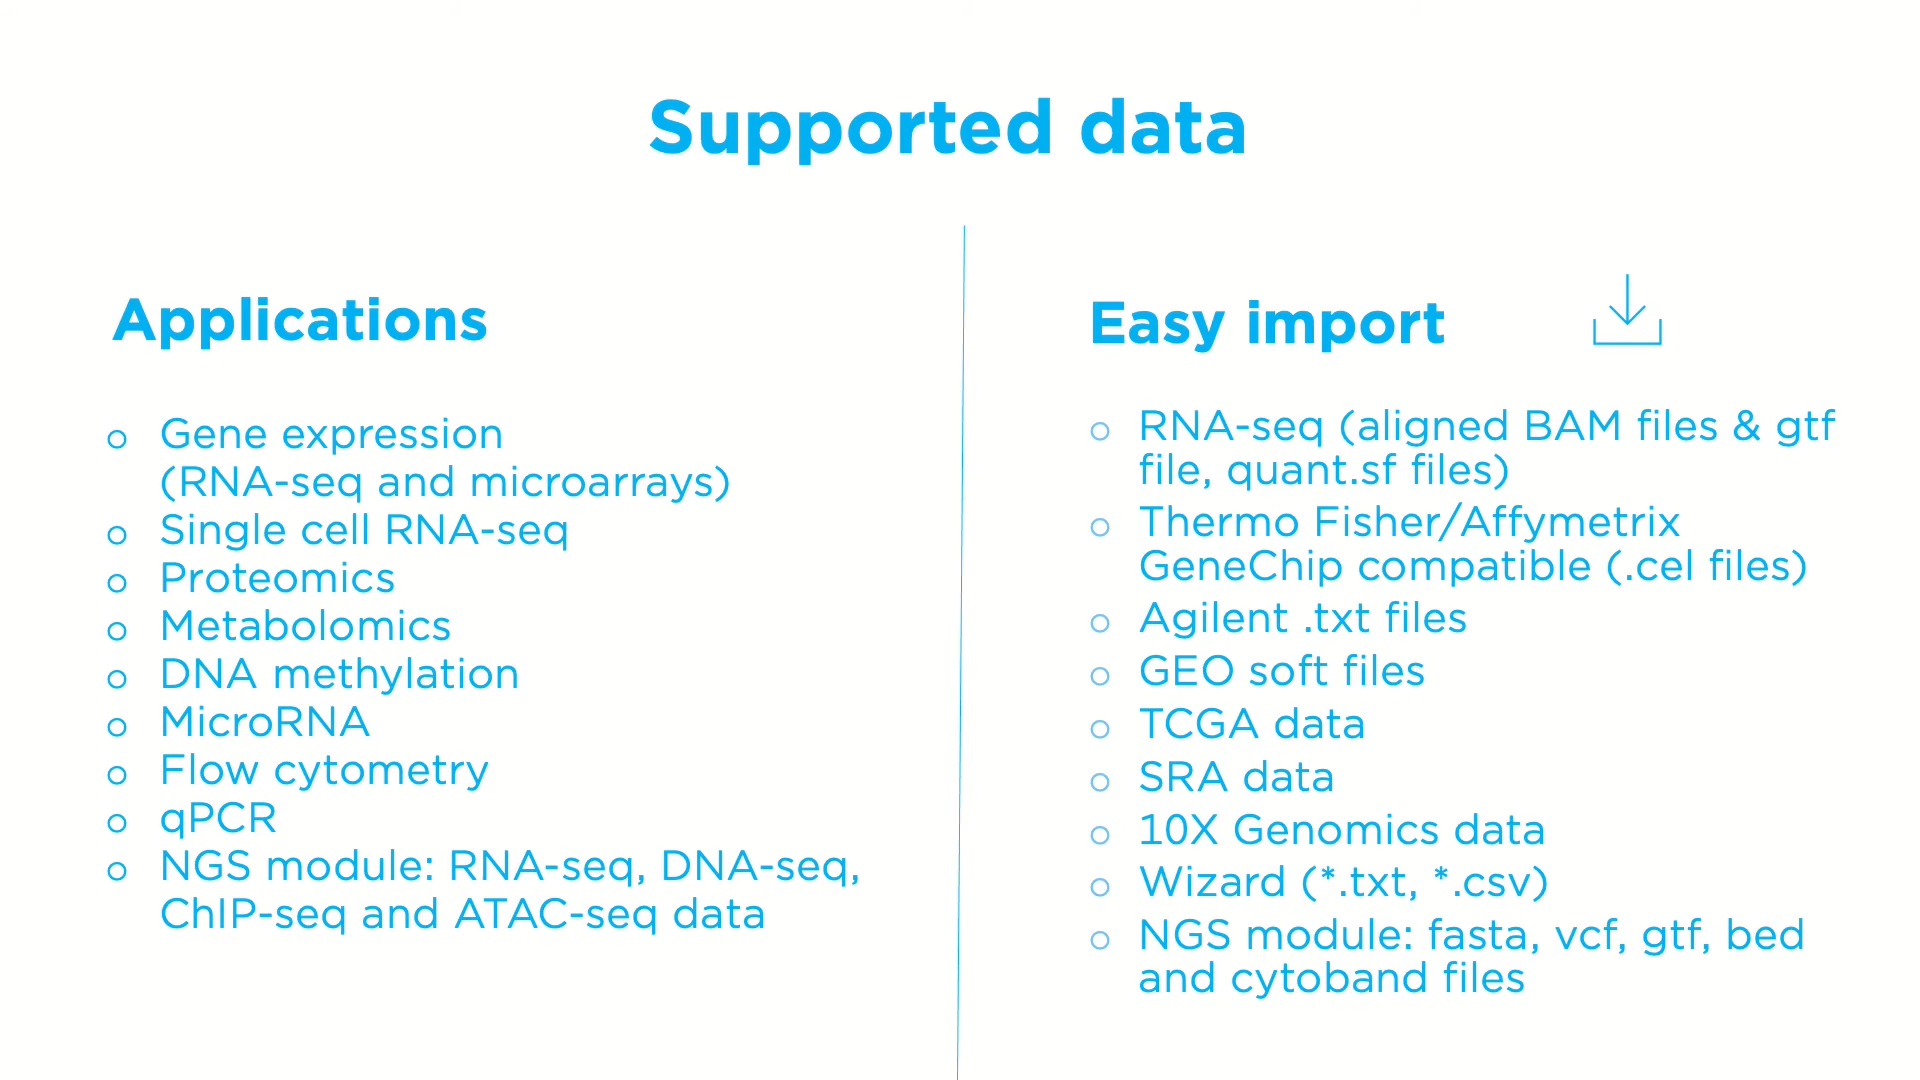 Supported data
Applications
Gene expression
(RNA-seq and microarrays)
Single cell RNA-seq
Proteomics
Metabolomics
DNA methylation
MicroRNA
Flow cytometry
qPCR
NGS module: RNA-seq, DNA-seq,
ChIP-seq and ATAC-seq data
Easy import
RNA-seq (aligned BAM files & gtf
file, quant.sf files)
Thermo Fisher/Affymetrix
GeneChip compatible (.cel files)
Agilent .txt files
GEO soft files
TCGA data
SRA data
10X Genomics data
Wizard (*.txt, *.csv)
NGS module: fasta, vcf, gtf, bed
and cytoband files